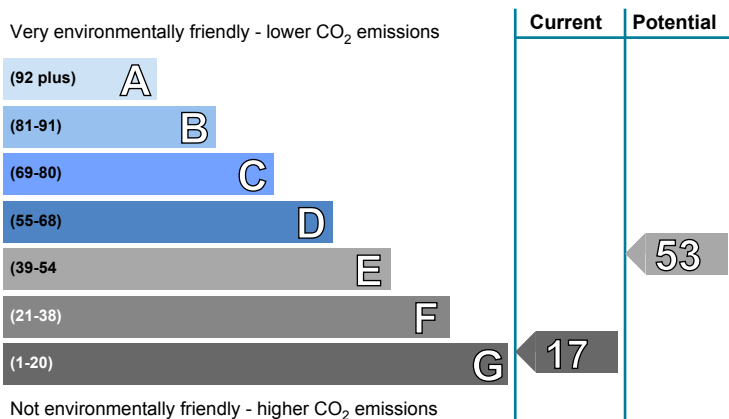 Current Potential
Very environmentally friendly - lower CO2 emissions
(92 plus) A
(81-91) B
(69-80) C
(55-68) D
(39-54 E
53
(21-38) F
(1-20) G
17
Not environmentally friendly - higher CO2 emissions